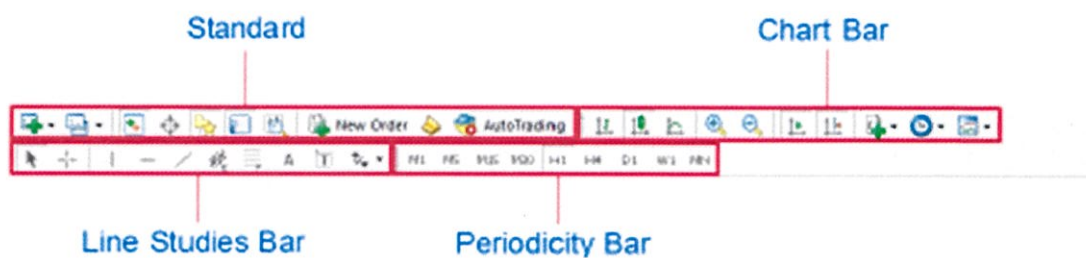 Standard Chart Bar
New Order AutoTrading
A T M1 M5 M15 M30 H1 H4 D1 W1 MN
Line Studies Bar Periodicity Bar